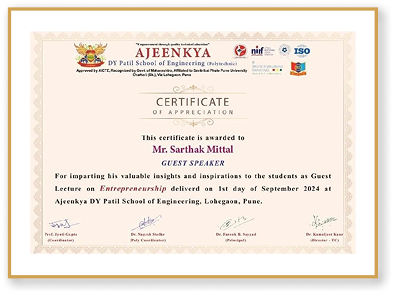 "Empowerment through quality technical education"
AJEENKYA
DY Patil School of Engineering (Polytechnic)
Approved by AICTE, Recognized by Govt. of Maharashtra, Affiliated to Savitribai Phule Pune University
Charholi (Bk.), Via Lohegaon, Pune
nirf
ISO
CERTIFICATE
OF APPRECIATION
This certificate is awarded to
Mr. Sarthak Mittal
GUEST SPEAKER
For imparting his valuable insights and inspirations to the students as Guest
Lecture on Entrepreneurship deliverd on 1st day of September 2024 at
Ajeenkya DY Patil School of Engineering, Lohegaon, Pune.
Prof. Jyoti Gupta
(Coordinator)
Dr. Nagesh Shelke
(Poly Coordinator)
Dr. Farook B. Sayyad
(Principal)
Dr. Kamaljeet Kaur
(Director - TC)